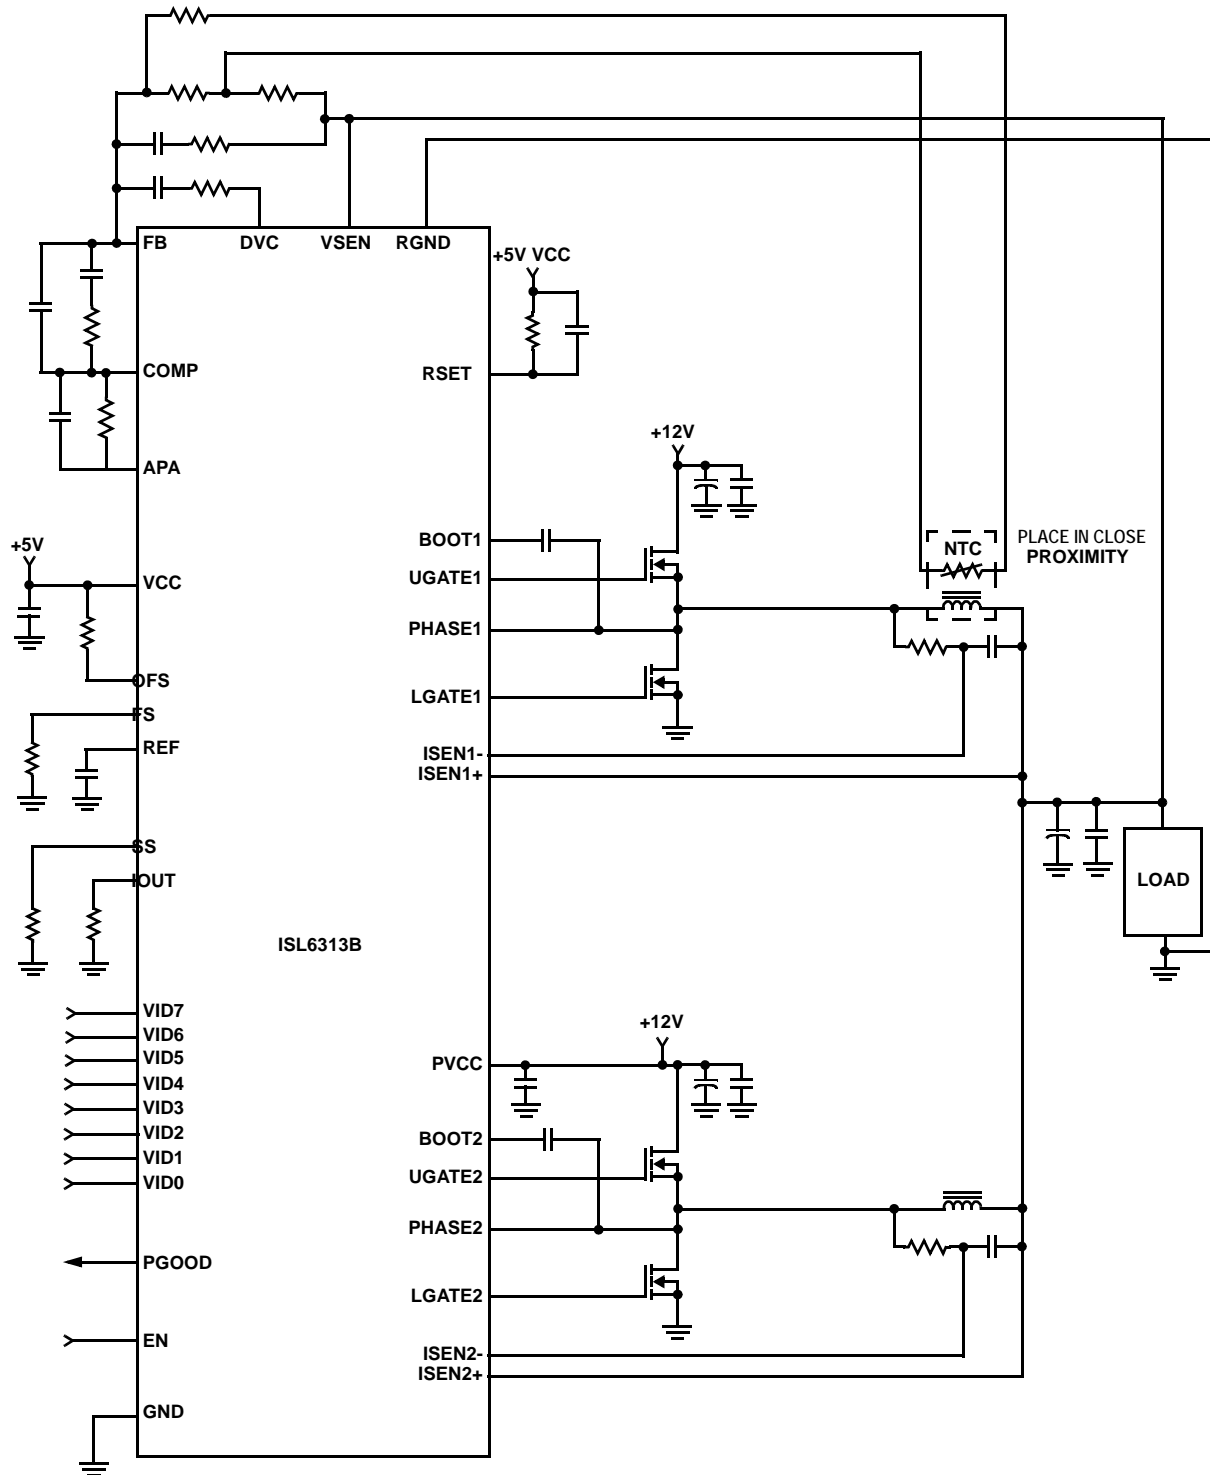 FB
DVC
VSEN
RGND
+5V VCC
COMP
RSET
+12V
APA
BOOT1
NTC
PLACE IN CLOSE
PROXIMITY
+5V
VCC
UGATE1
PHASE1
OFS
LGATE1
FS
REF
ISEN1-
ISEN1+
SS
IOUT
LOAD
ISL6313B
VID7
+12V
VID6
VID5
PVCC
VID4
VID3
VID2
BOOT2
VID1
UGATE2
VID0
PHASE2
PGOOD
LGATE2
EN
ISEN2-
ISEN2+
GND